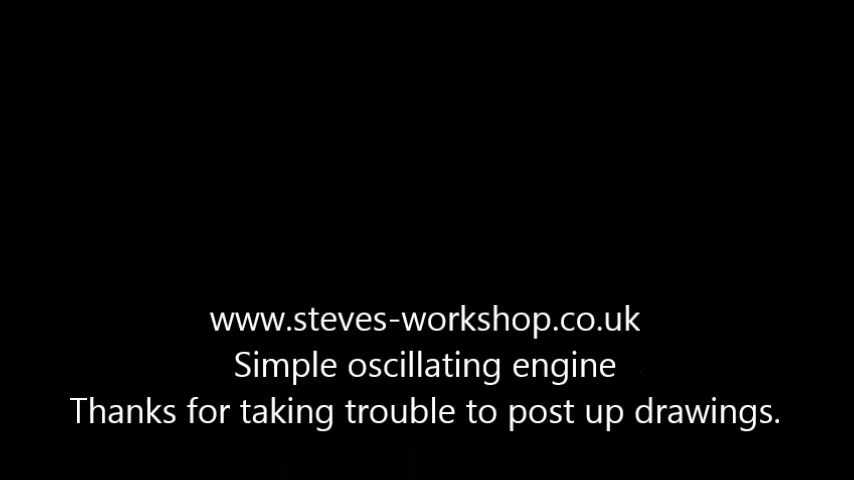 www.steves-workshop.co.uk
Simple oscillating engine
Thanks for taking trouble to post up drawings.